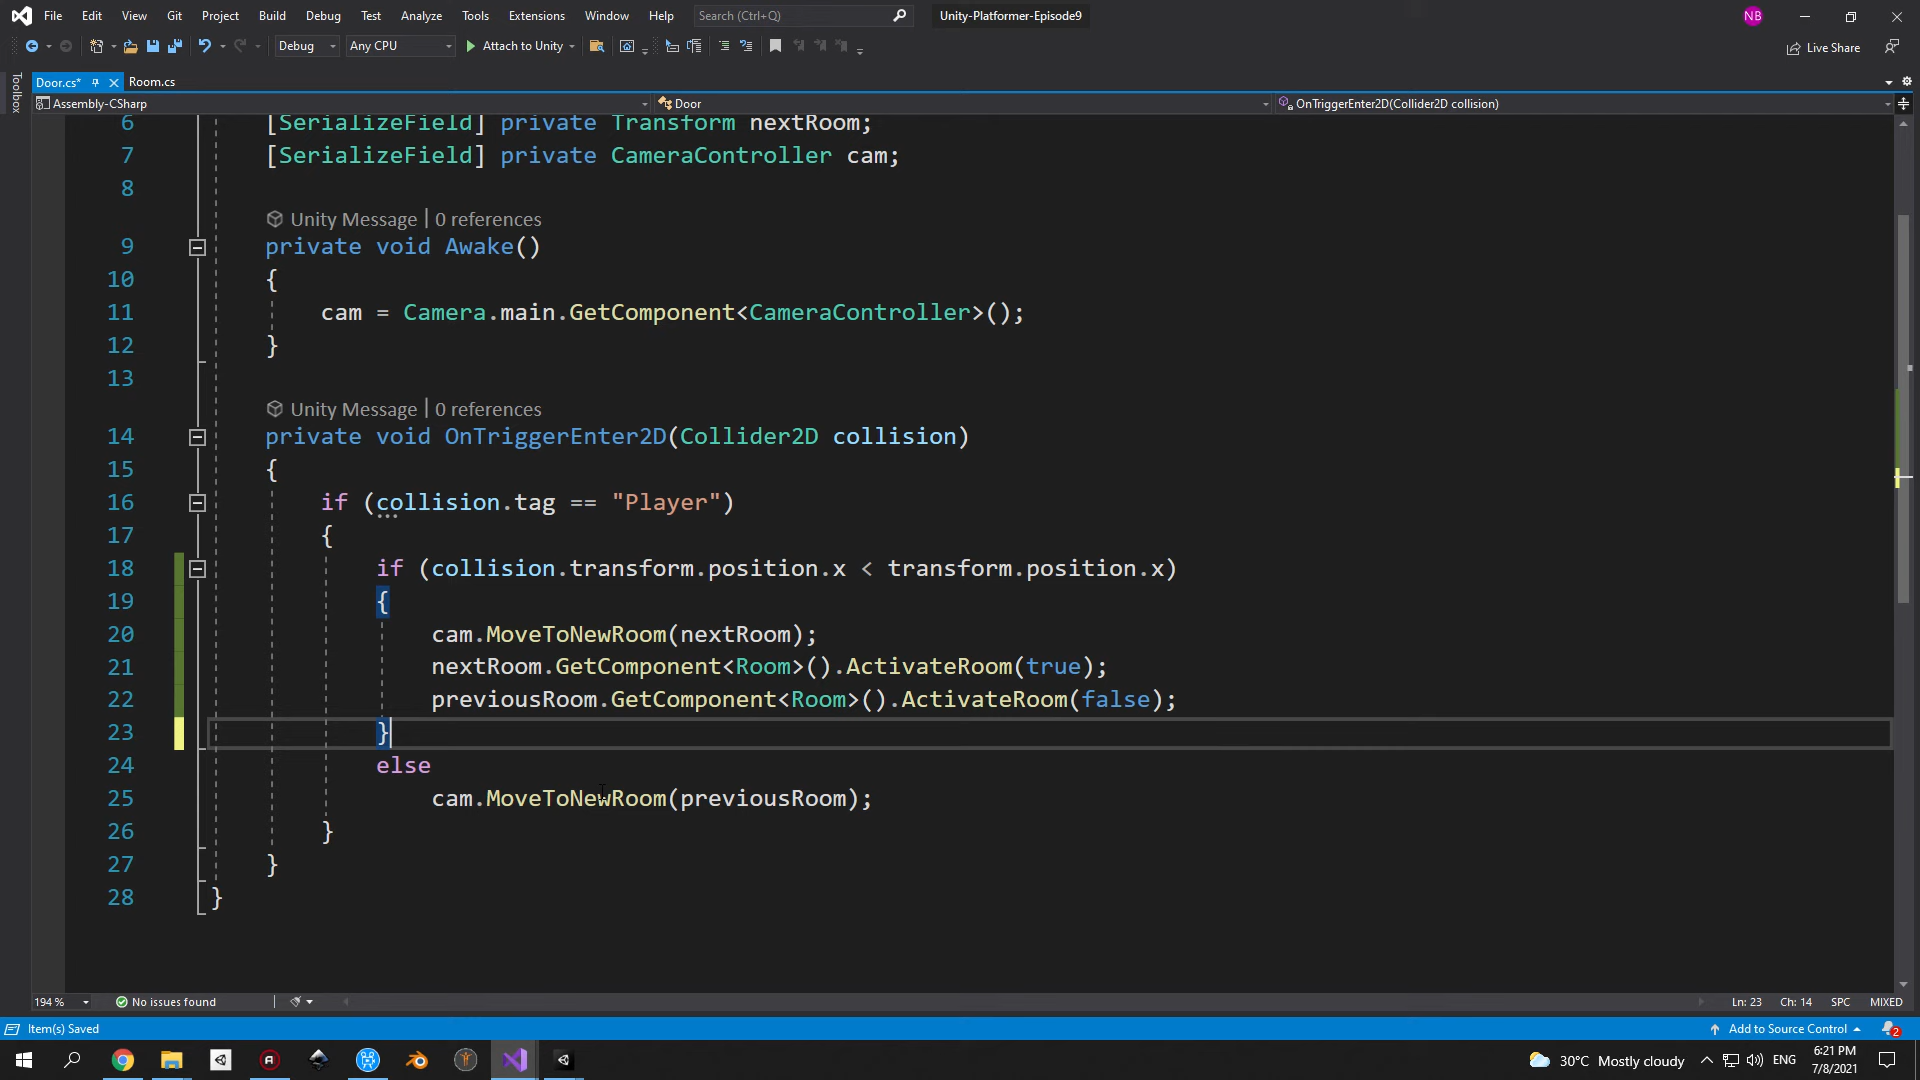 File Edit View Git Project Build Debug Test Analyze Tools Extensions Window Help Search (Ctrl+Q) Unity-Platformer-Episode9 NB
Debug Any CPU Attach to Unity Live Share
Toolbox
Door.cs* Room.cs
Assembly-CSharp Door OnTriggerEnter2D(Collider2D collision)
6 [SerializeField] private Transform nextRoom;
7 [SerializeField] private CameraController cam;
8
Unity Message | 0 references
9 private void Awake()
10 {
11 cam = Camera.main.GetComponent<CameraController>();
12 }
13
Unity Message | 0 references
14 private void OnTriggerEnter2D(Collider2D collision)
15 {
16 if (collision.tag == "Player")
17 {
18 if (collision.transform.position.x < transform.position.x)
19 {
20 cam.MoveToNewRoom(nextRoom);
21 nextRoom.GetComponent<Room>().ActivateRoom(true);
22 previousRoom.GetComponent<Room>().ActivateRoom(false);
23 }
24 else
25 cam.MoveToNewRoom(previousRoom);
26 }
27 }
28 }
194 % No issues found Ln: 23 Ch: 14 SPC MIXED
Item(s) Saved Add to Source Control 2
30°C Mostly cloudy ENG 6:21 PM
7/8/2021